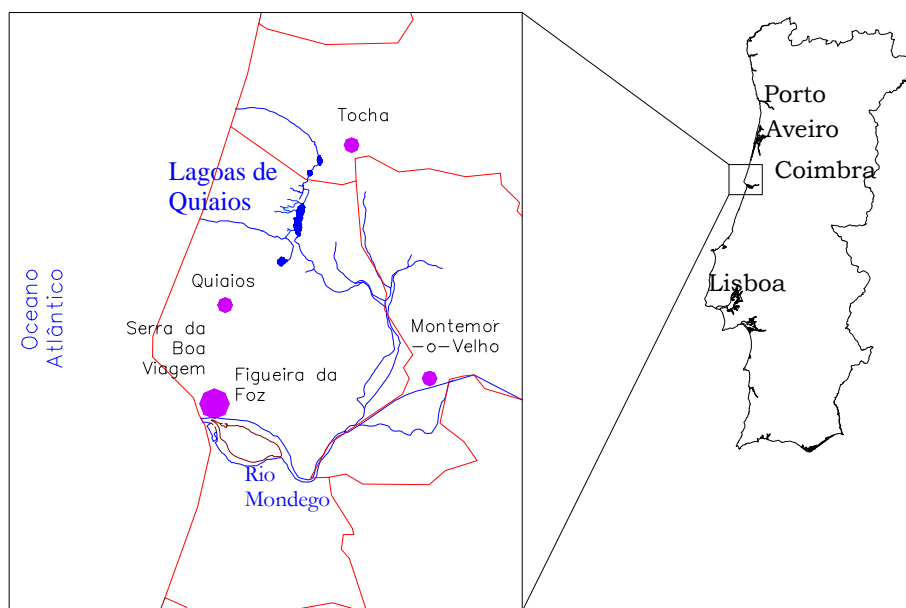 Tocha
Lagoas de
Quiaios
Quiaios
Serra da
Boa
Viagem
Figueira da
Foz
Montemor
-o-Velho
Rio
Mondego
Oceano
Atlântico
Porto
Aveiro
Coimbra
Lisboa